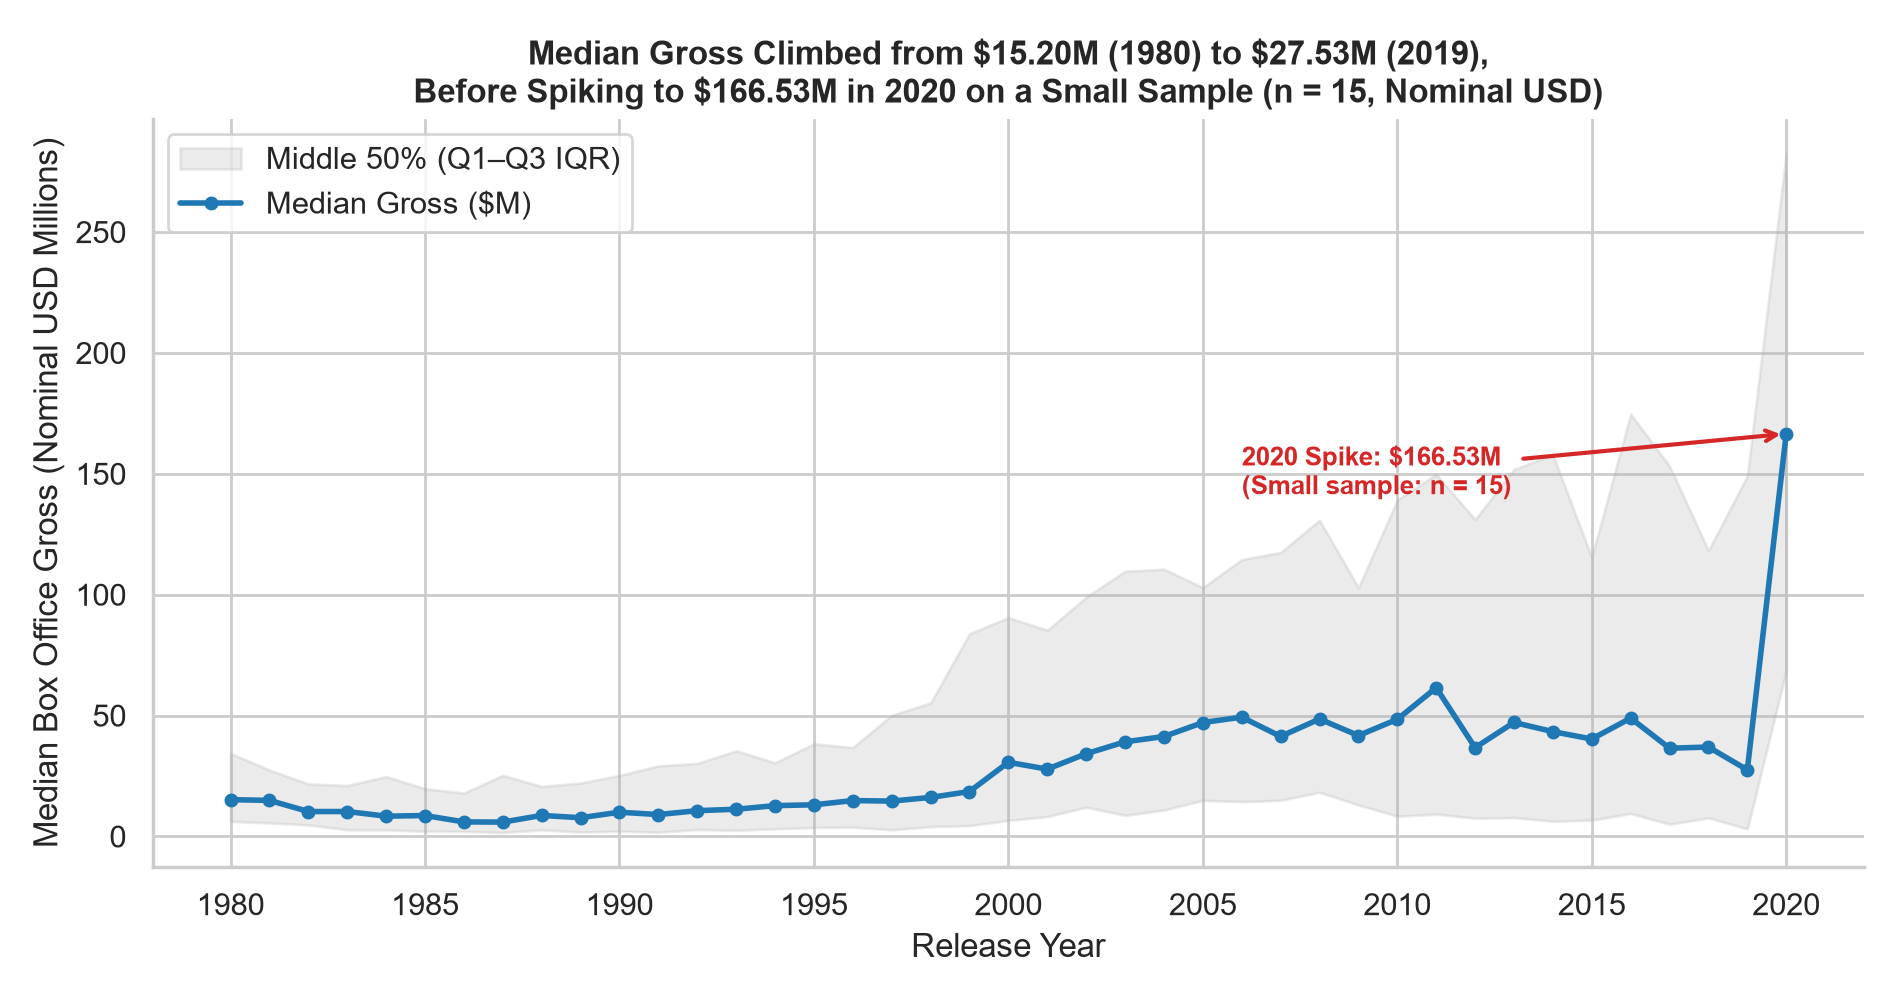 Median Gross Climbed from $15.20M (1980) to $27.53M (2019),
Before Spiking to $166.53M in 2020 on a Small Sample (n = 15, Nominal USD)
Middle 50% (Q1–Q3 IQR)
Median Gross ($M)
Median Box Office Gross (Nominal USD Millions)
250
200
150
100
50
0
2020 Spike: $166.53M
(Small sample: n = 15)
1980 1985 1990 1995 2000 2005 2010 2015 2020
Release Year